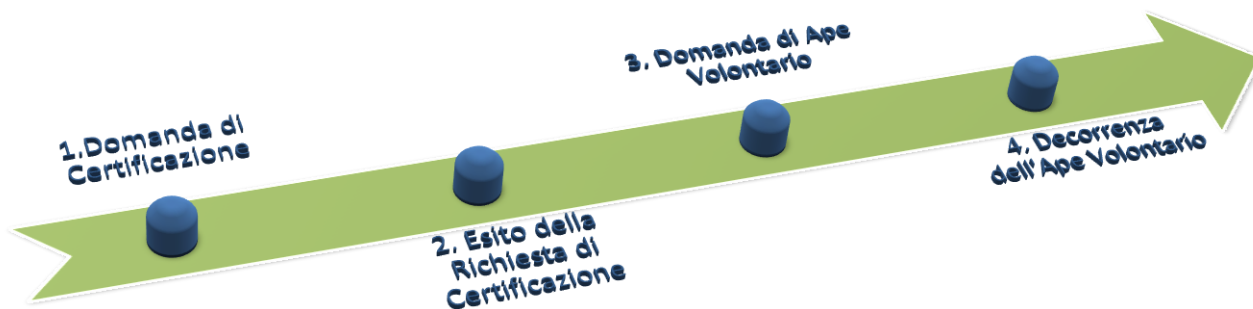 1.Domanda di
Certificazione
2. Esito della
Richiesta di
Certificazione
3. Domanda di Ape
Volontario
4. Decorrenza
dell'Ape Volontario